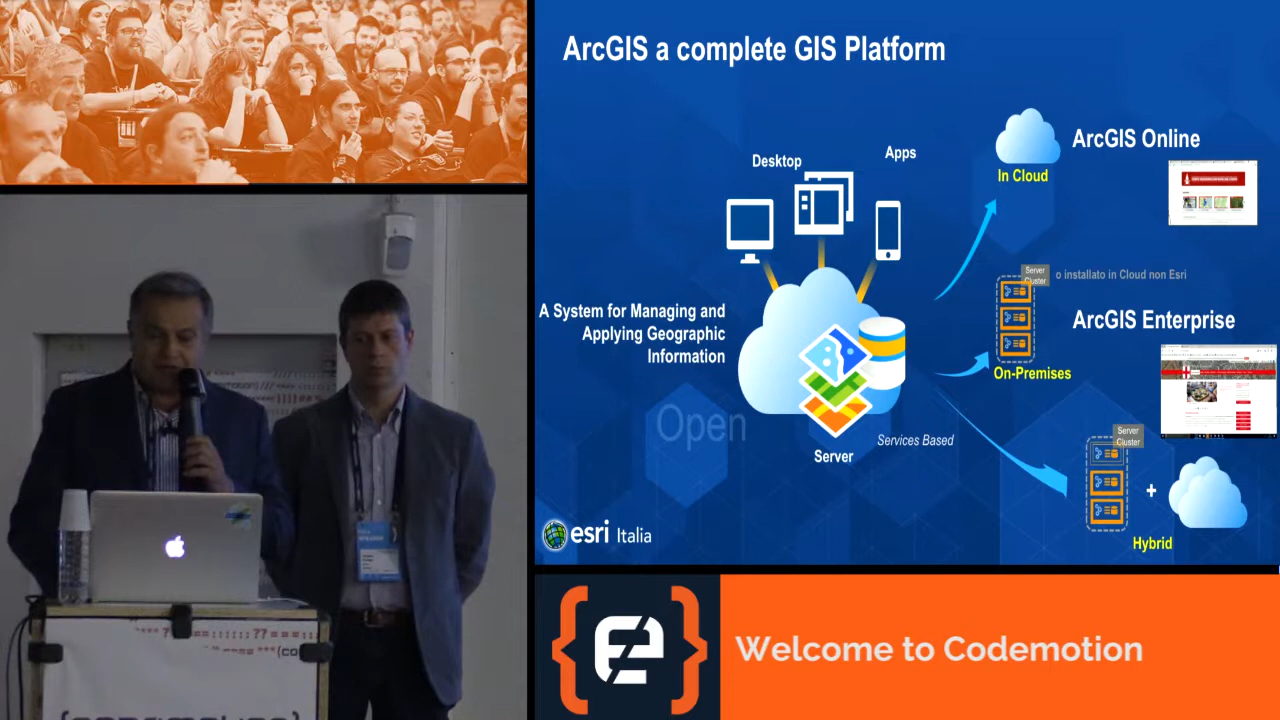 ArcGIS a complete GIS Platform
Desktop
Apps
In Cloud
ArcGIS Online
Server
Cluster
o installato in Cloud non Esri
A System for Managing and
Applying Geographic
Information
ArcGIS Enterprise
On-Premises
Open
Services Based
Server
Server
Cluster
+
Hybrid
esri Italia
Welcome to Codemotion